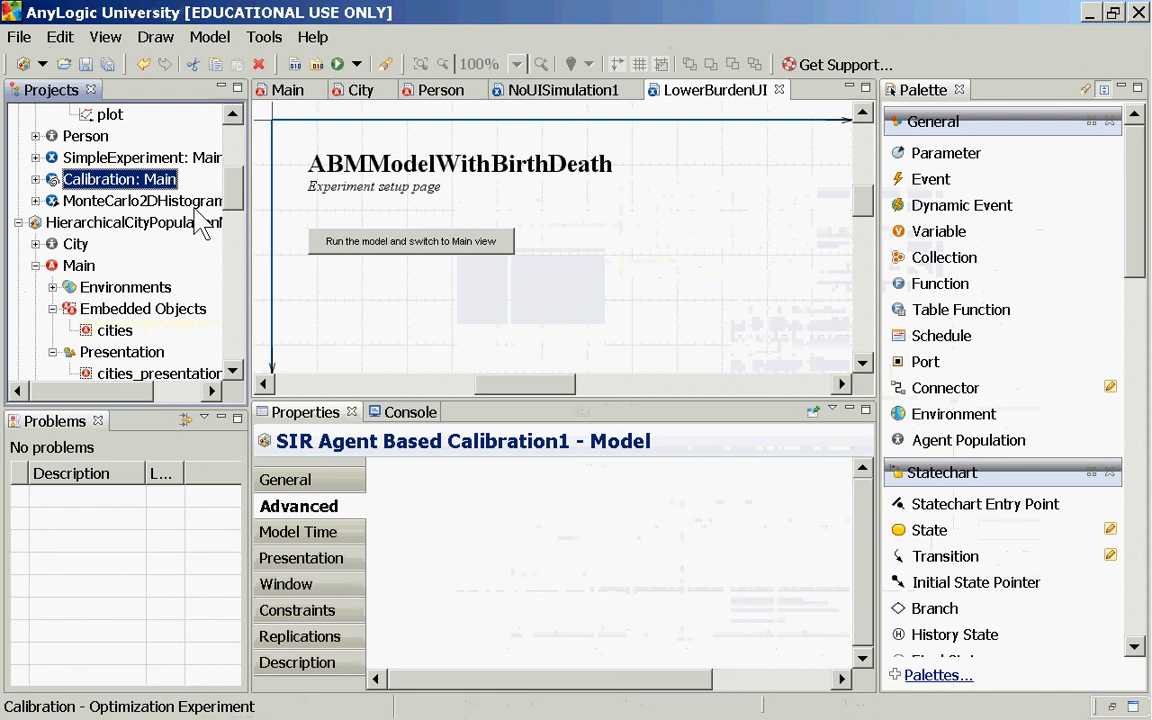 AnyLogic University [EDUCATIONAL USE ONLY]
File Edit View Draw Model Tools Help
100% Get Support...
Projects
plot
Person
SimpleExperiment: Main
Calibration: Main
MonteCarlo2DHistogram
HierarchicalCityPopula
City
Main
Environments
Embedded Objects
cities
Presentation
cities_presentation
Problems
No problems
Description L...
Main City Person NoUISimulation1 LowerBurdenUI
ABMModelWithBirthDeath
Experiment setup page
Run the model and switch to Main view
Properties Console
SIR Agent Based Calibration1 - Model
General
Advanced
Model Time
Presentation
Window
Constraints
Replications
Description
Palette
General
Parameter
Event
Dynamic Event
Variable
Collection
Function
Table Function
Schedule
Port
Connector
Environment
Agent Population
Statechart
Statechart Entry Point
State
Transition
Initial State Pointer
Branch
History State
Palettes...
Calibration - Optimization Experiment